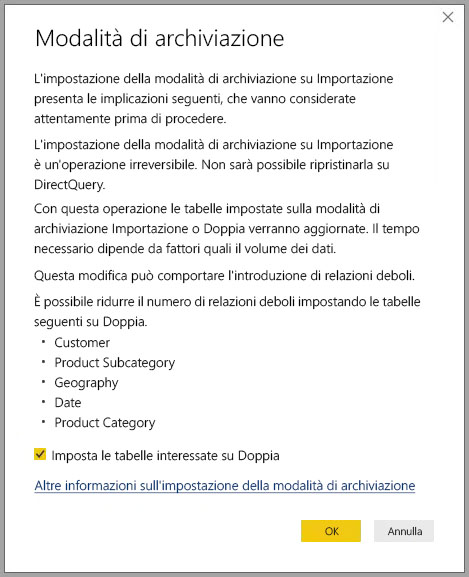 Modalità di archiviazione
L'impostazione della modalità di archiviazione su Importazione
presenta le implicazioni seguenti, che vanno considerate
attentamente prima di procedere.
L'impostazione della modalità di archiviazione su Importazione
è un'operazione irreversibile. Non sarà possibile ripristinarla su
DirectQuery.
Con questa operazione le tabelle impostate sulla modalità di
archiviazione Importazione o Doppia verranno aggiornate. Il tempo
necessario dipende da fattori quali il volume dei dati.
Questa modifica può comportare l'introduzione di relazioni deboli.
È possibile ridurre il numero di relazioni deboli impostando le tabelle
seguenti su Doppia.
• Customer
• Product Subcategory
• Geography
• Date
• Product Category
Imposta le tabelle interessate su Doppia
Altre informazioni sull'impostazione della modalità di archiviazione
OK Annulla